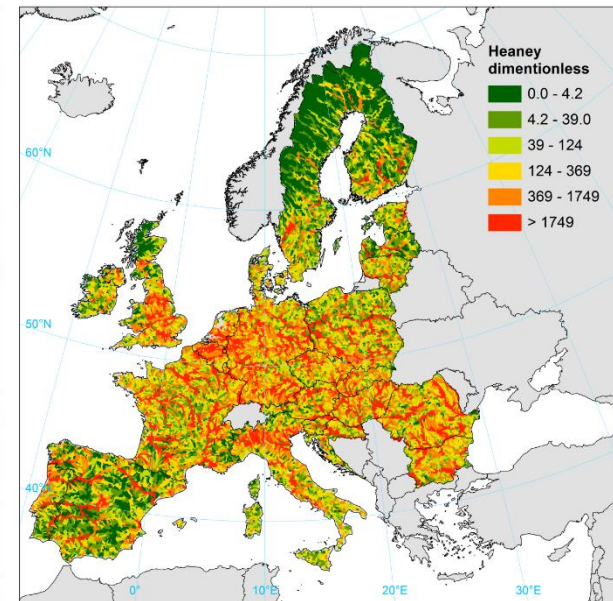 Heaney
dimentionless
0.0 - 4.2
4.2 - 39.0
39 - 124
124 - 369
369 - 1749
> 1749
60°N
50°N
40°N
0°
10°E
20°E
30°E